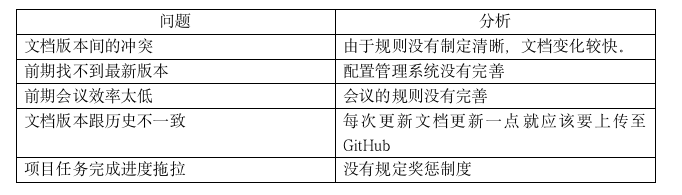 问题 分析
文档版本间的冲突 由于规则没有制定清晰，文档变化较快。
前期找不到最新版本 配置管理系统没有完善
前期会议效率太低 会议的规则没有完善
文档版本跟历史不一致 每次更新文档更新一点就应该要上传至
GitHub
项目任务完成进度拖拉 没有规定奖惩制度